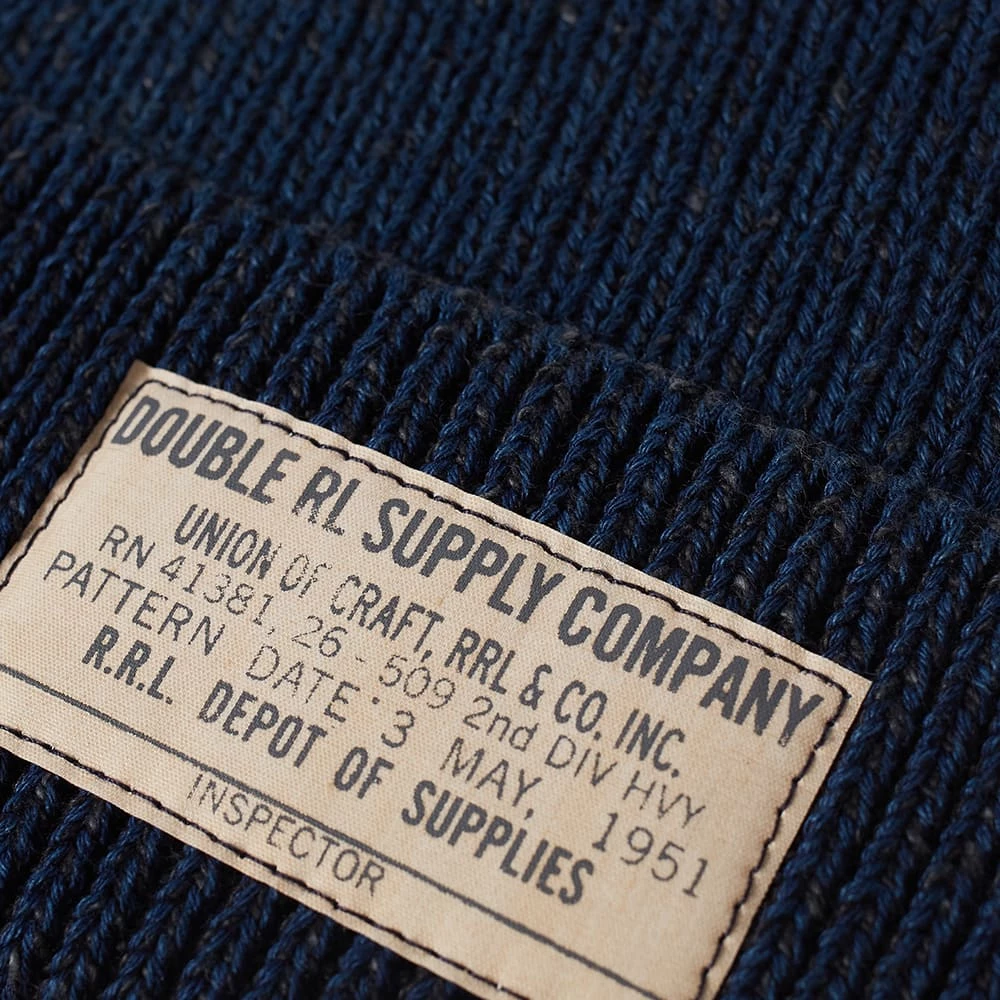 DOUBLE RL SUPPLY COMPANY
UNION OF CRAFT, RRL & CO. INC.
RN 41381, 26 - 509 2nd DIV HVY
PATTERN DATE · 3 MAY, 1951
R.R.L. DEPOT OF SUPPLIES
INSPECTOR